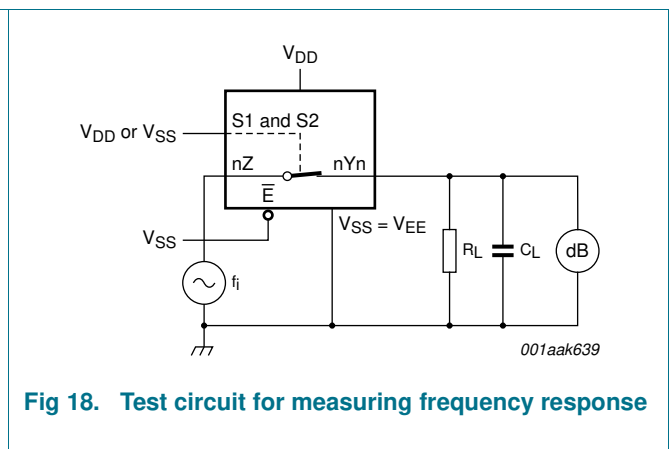 VDD
S1 and S2
VDD or VSS
nZ
nYn
E
VSS = VEE
VSS
RL
CL
dB
fi
001aak639
Fig 18. Test circuit for measuring frequency response